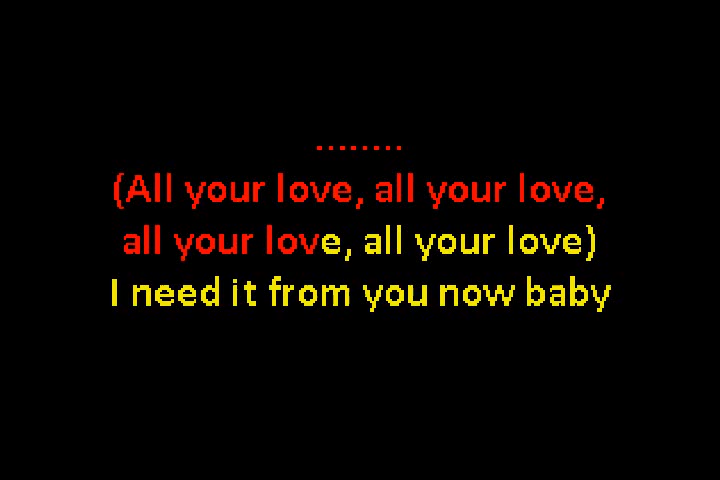 ........
(All your love, all your love,
all your love, all your love)
I need it from you now baby